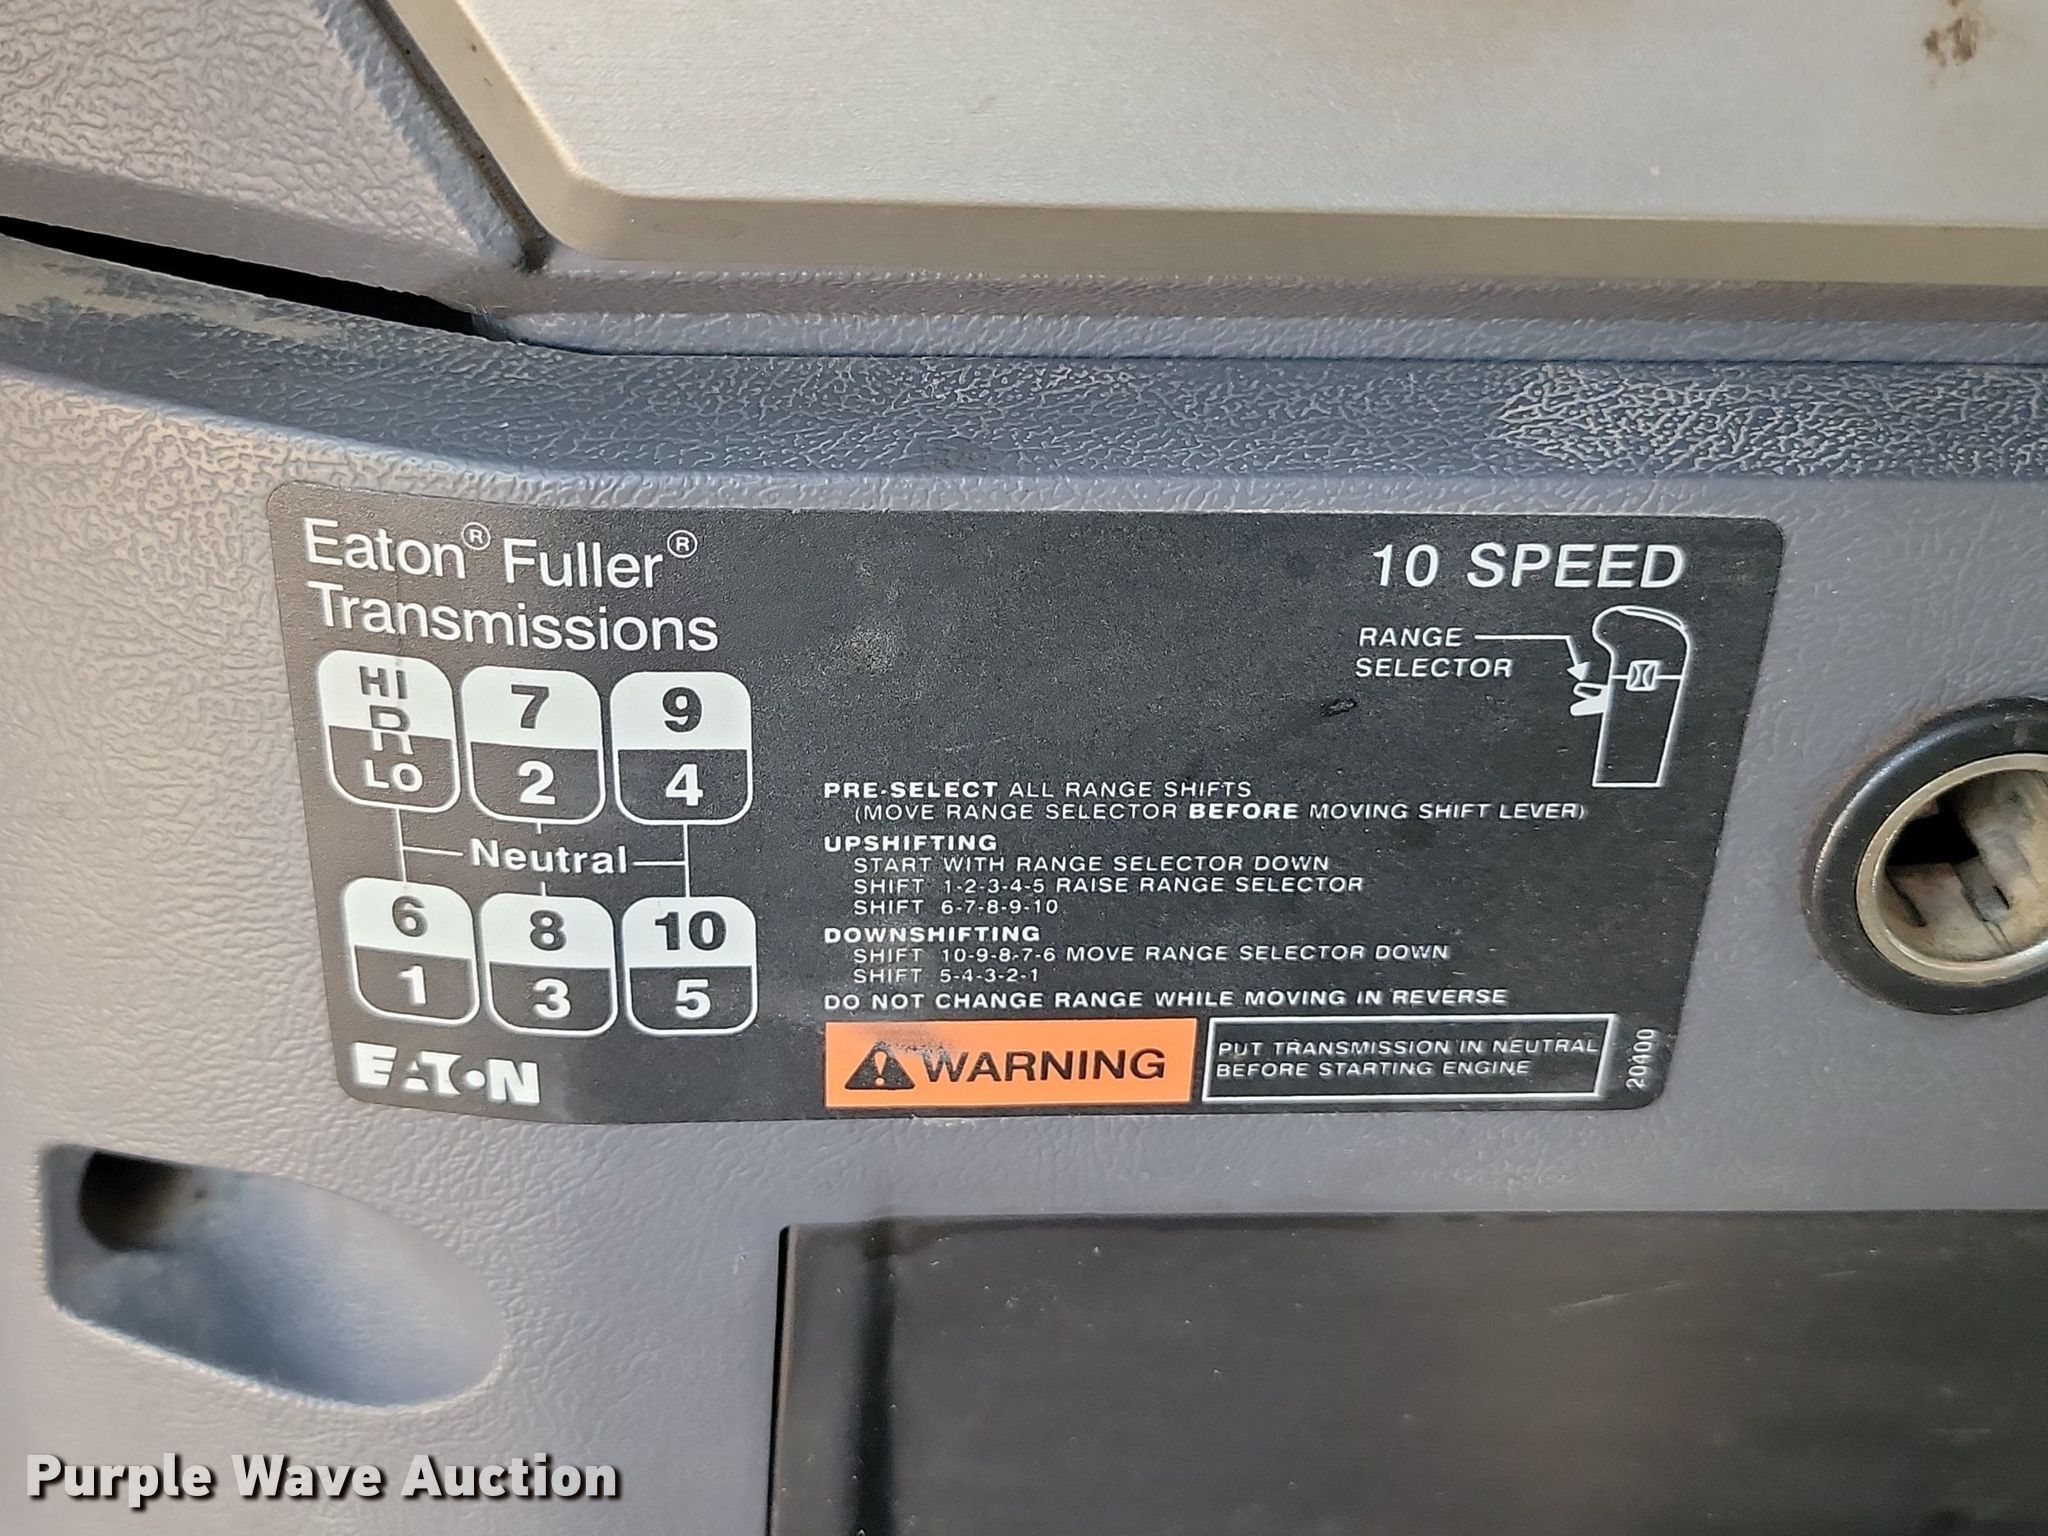 Eaton® Fuller®
Transmissions
10 SPEED
RANGE
SELECTOR
HI
R
LO
7
2
9
4
Neutral
6
1
8
3
10
5
EATON
PRE-SELECT ALL RANGE SHIFTS
(MOVE RANGE SELECTOR BEFORE MOVING SHIFT LEVER)
UPSHIFTING
START WITH RANGE SELECTOR DOWN
SHIFT 1-2-3-4-5 RAISE RANGE SELECTOR
SHIFT 6-7-8-9-10
DOWNSHIFTING
SHIFT 10-9-8-7-6 MOVE RANGE SELECTOR DOWN
SHIFT 5-4-3-2-1
DO NOT CHANGE RANGE WHILE MOVING IN REVERSE
WARNING
PUT TRANSMISSION IN NEUTRAL
BEFORE STARTING ENGINE
20400
Purple Wave Auction